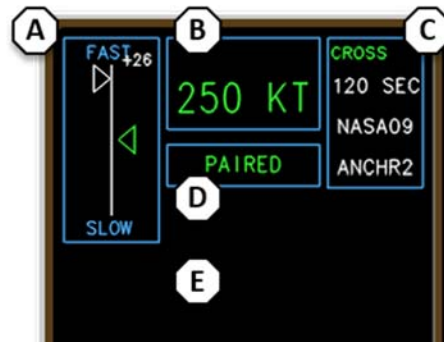 A
B
C
FAST
+26
250 KT
CROSS
120 SEC
NASA09
PAIRED
ANCHR2
D
SLOW
E